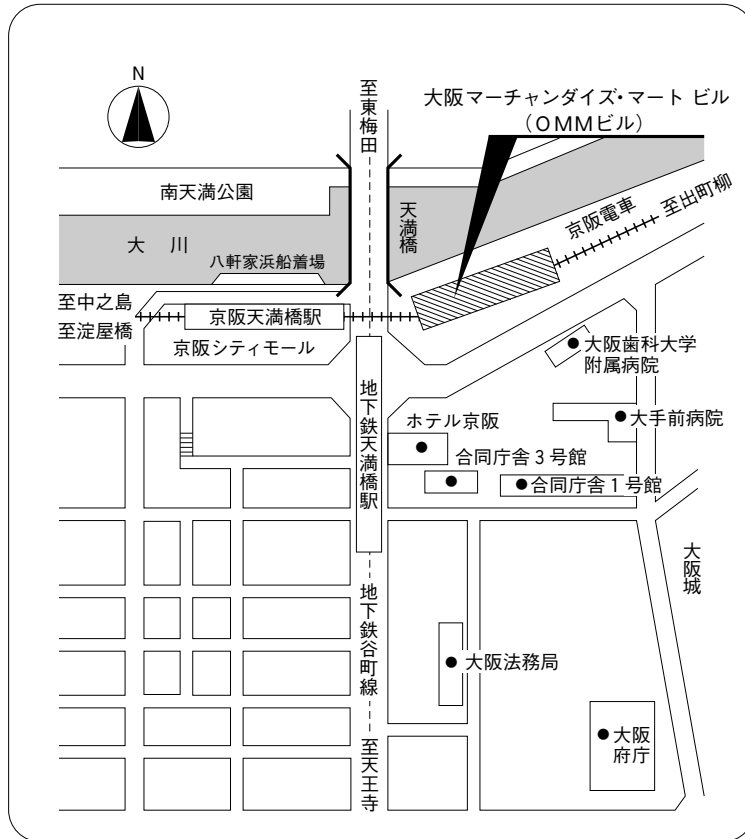 N
至東梅田
大阪マーチャンダイズ・マート ビル
（OMMビル）
南天満公園
天満橋
京阪電車
至出町柳
大 川
八軒家浜船着場
至中之島
至淀屋橋
京阪天満橋駅
京阪シティモール
大阪歯科大学
附属病院
地下鉄天満橋駅
ホテル京阪
大手前病院
合同庁舎３号館
合同庁舎１号館
大阪城
地下鉄谷町線
大阪法務局
大阪
府庁
至天王寺